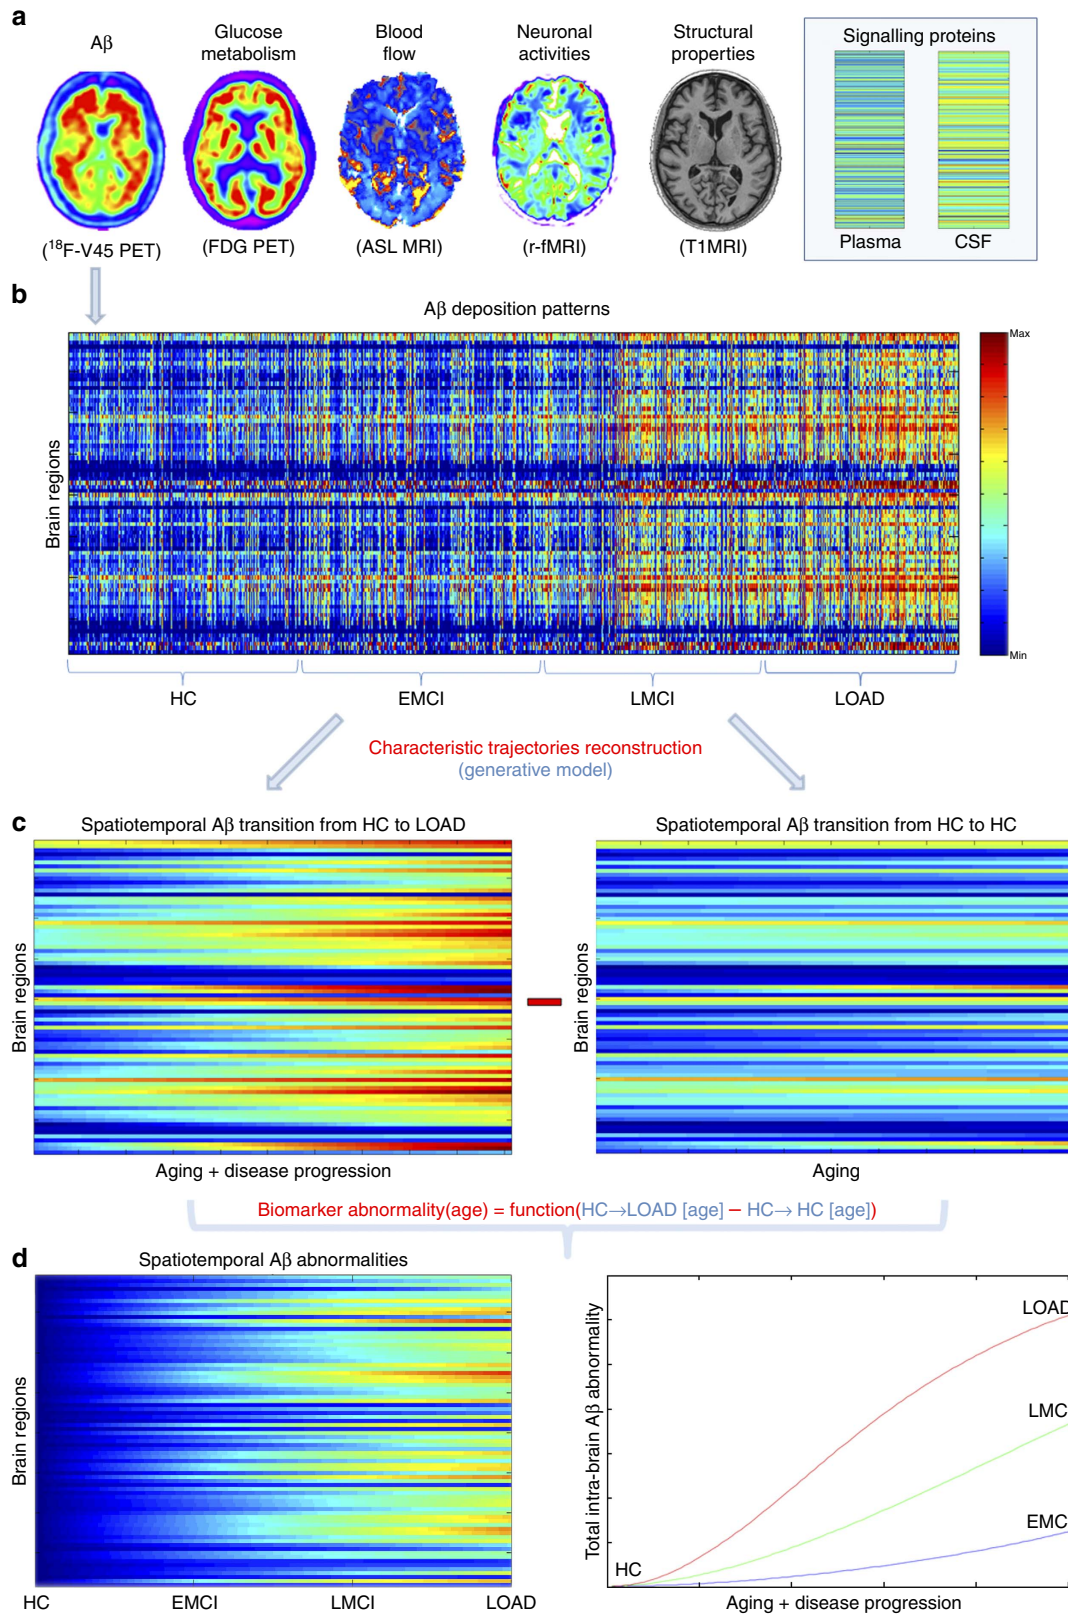 a
Aβ
Glucose
metabolism
Blood
flow
Neuronal
activities
Structural
properties
Signalling proteins
(¹⁸F-V45 PET)
(FDG PET)
(ASL MRI)
(r-fMRI)
(T1MRI)
Plasma
CSF
b
Aβ deposition patterns
Brain regions
Max
Min
HC
EMCI
LMCI
LOAD
Characteristic trajectories reconstruction
(generative model)
c
Spatiotemporal Aβ transition from HC to LOAD
Spatiotemporal Aβ transition from HC to HC
Brain regions
Brain regions
Aging + disease progression
Aging
Biomarker abnormality(age) = function(HC→LOAD [age] − HC→ HC [age])
d
Spatiotemporal Aβ abnormalities
Brain regions
HC
EMCI
LMCI
LOAD
Total intra-brain Aβ abnormality
LOAD
LMC
EMC
HC
Aging + disease progression